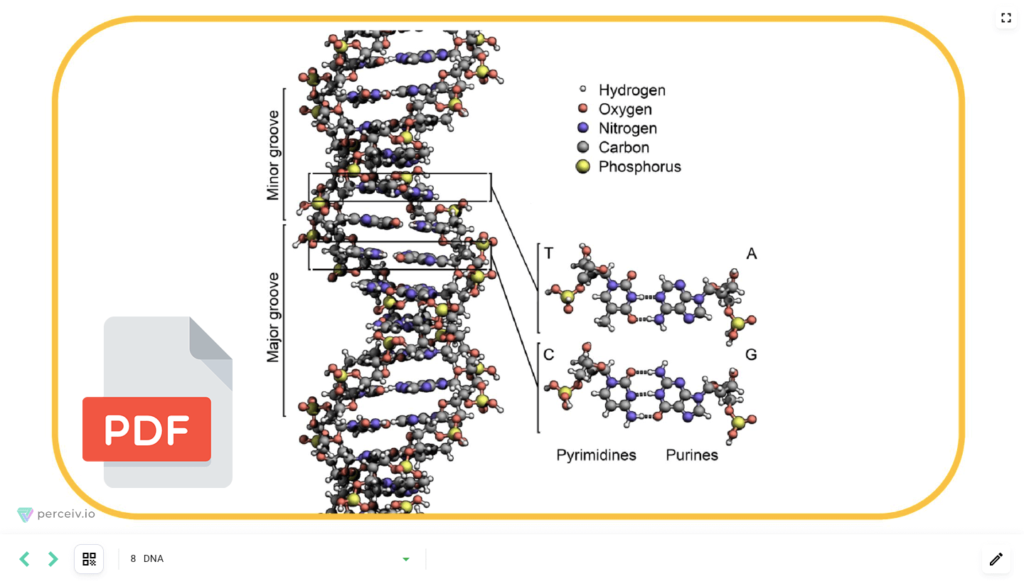 Minor groove
Major groove
Hydrogen
Oxygen
Nitrogen
Carbon
Phosphorus
T A
C G
Pyrimidines Purines
PDF
perceiv.io
8 DNA